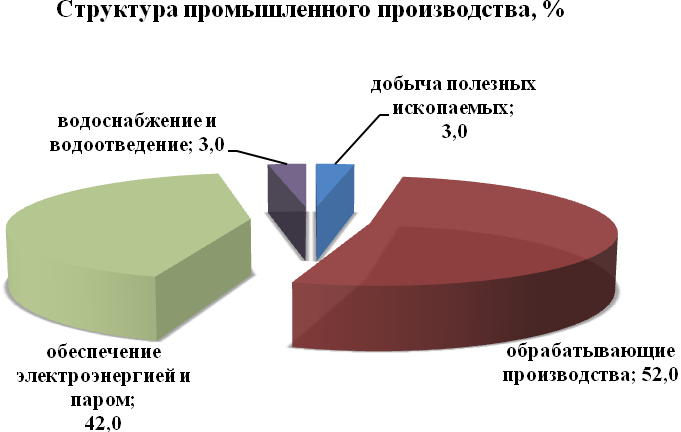 Структура промышленного производства, %
добыча полезных
ископаемых;
3,0
водоснабжение и
водоотведение; 3,0
обрабатывающие
производства; 52,0
обеспечение
электроэнергией и
паром;
42,0